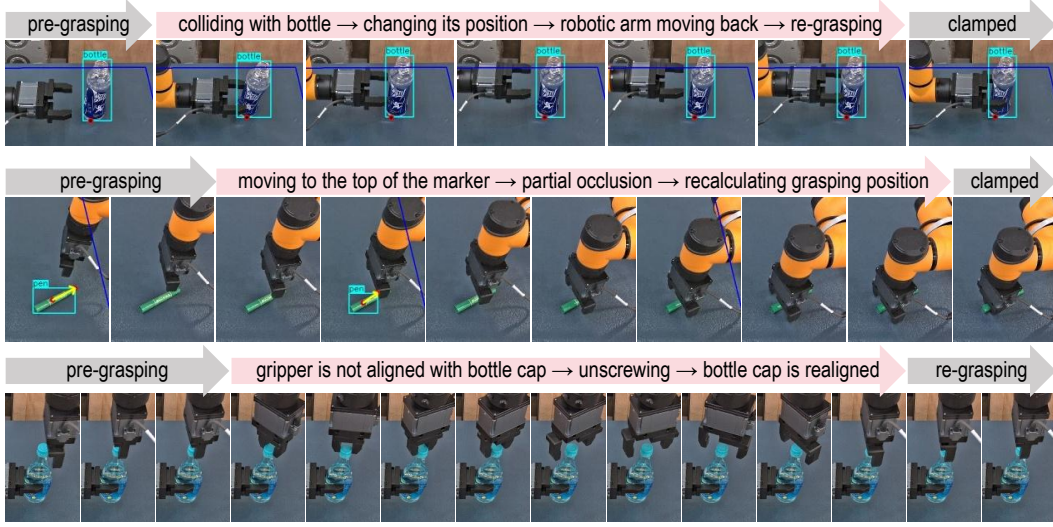 pre-grasping colliding with bottle → changing its position → robotic arm moving back → re-grasping clamped
bottle bottle bottle bottle bottle bottle bottle
pre-grasping moving to the top of the marker → partial occlusion → recalculating grasping position clamped
pen pen
pre-grasping gripper is not aligned with bottle cap → unscrewing → bottle cap is realigned re-grasping